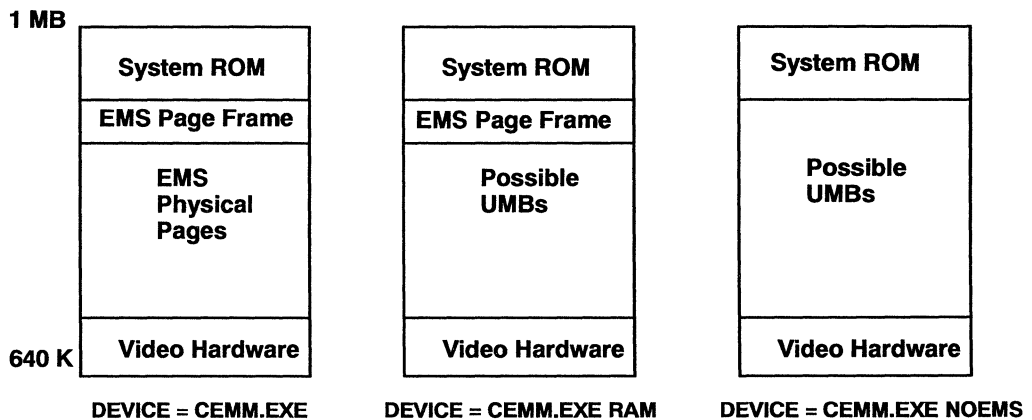 1 MB
System ROM
EMS Page Frame
EMS
Physical
Pages
640 K
Video Hardware
DEVICE = CEMM.EXE
System ROM
EMS Page Frame
Possible
UMBs
Video Hardware
DEVICE = CEMM.EXE RAM
System ROM
Possible
UMBs
Video Hardware
DEVICE = CEMM.EXE NOEMS